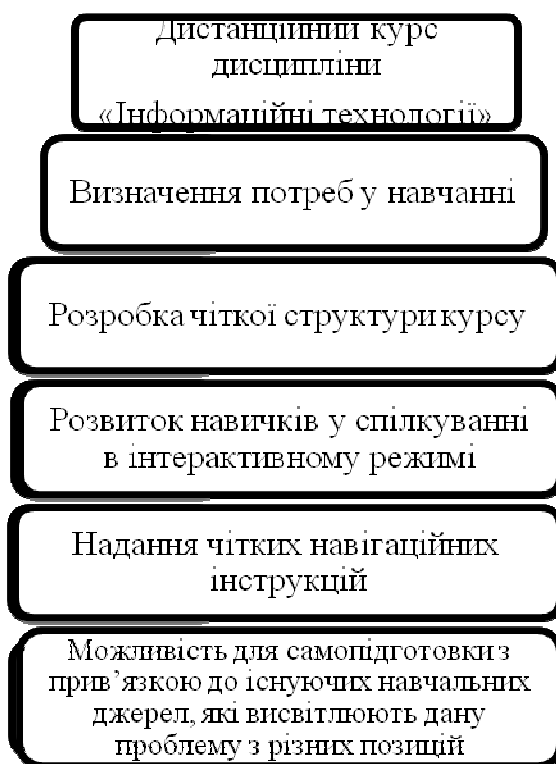 Дистанційний курс
дисципліни
«Інформаційні технології»
Визначення потреб у навчанні
Розробка чіткої структури курсу
Розвиток навичків у спілкуванні
в інтерактивному режимі
Надання чітких навігаційних
інструкцій
Можливість для самопідготовки з
прив’язкою до існуючих навчальних
джерел, які висвітлюють дану
проблему з різних позицій